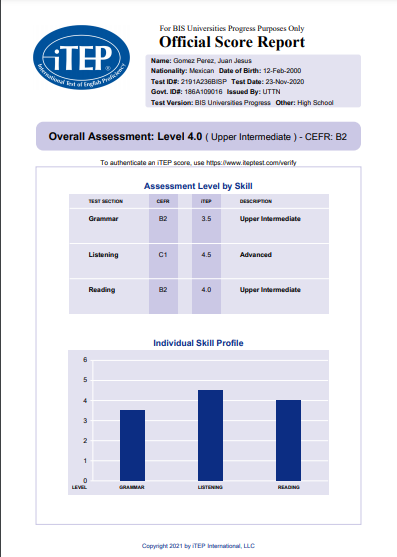 iTEP
International Test of English Proficiency
For BIS Universities Progress Purposes Only
Official Score Report
Name: Gomez Perez, Juan Jesus
Nationality: Mexican Date of Birth: 12-Feb-2000
Test ID#: 2191A236BISP Test Date: 23-Nov-2020
Govt. ID#: 186A109016 Issued By: UTTN
Test Version: BIS Universities Progress Other: High School
Overall Assessment: Level 4.0 ( Upper Intermediate ) - CEFR: B2
To authenticate an iTEP score, use https://www.iteptest.com/verify
Assessment Level by Skill
TEST SECTION CEFR iTEP DESCRIPTION
Grammar B2 3.5 Upper Intermediate
Listening C1 4.5 Advanced
Reading B2 4.0 Upper Intermediate
Individual Skill Profile
6
5
4
3
2
1
0
LEVEL GRAMMAR LISTENING READING
Copyright 2021 by iTEP International, LLC